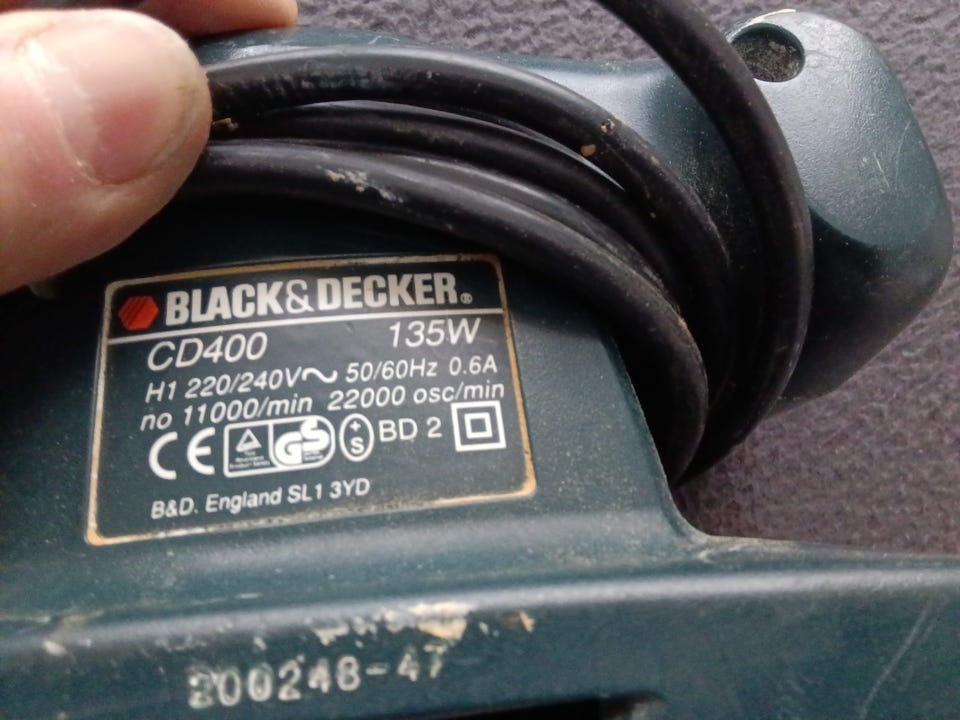 BLACK&DECKER®
CD400 135W
H1 220/240V~ 50/60Hz 0.6A
no 11000/min 22000 osc/min
CE GS +S BD 2
B&D. England SL1 3YD
200248-47